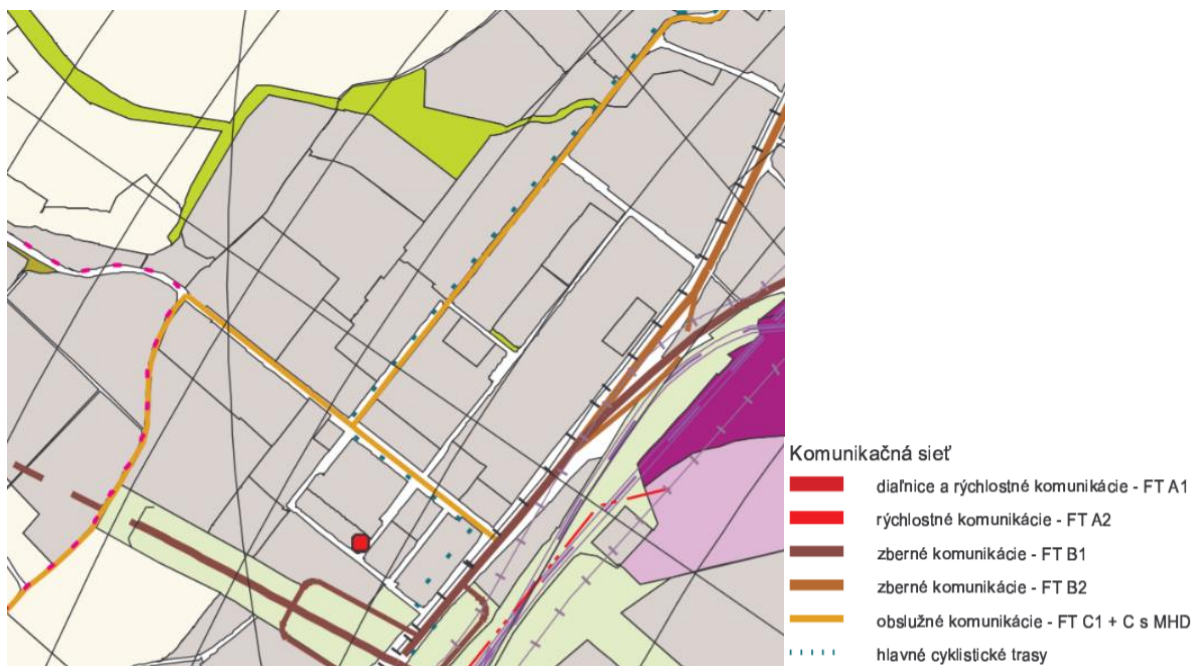 Komunikačná sieť
diaľnice a rýchlostné komunikácie - FT A1
rýchlostné komunikácie - FT A2
zberné komunikácie - FT B1
zberné komunikácie - FT B2
obslužné komunikácie - FT C1 + C s MHD
hlavné cyklistické trasy